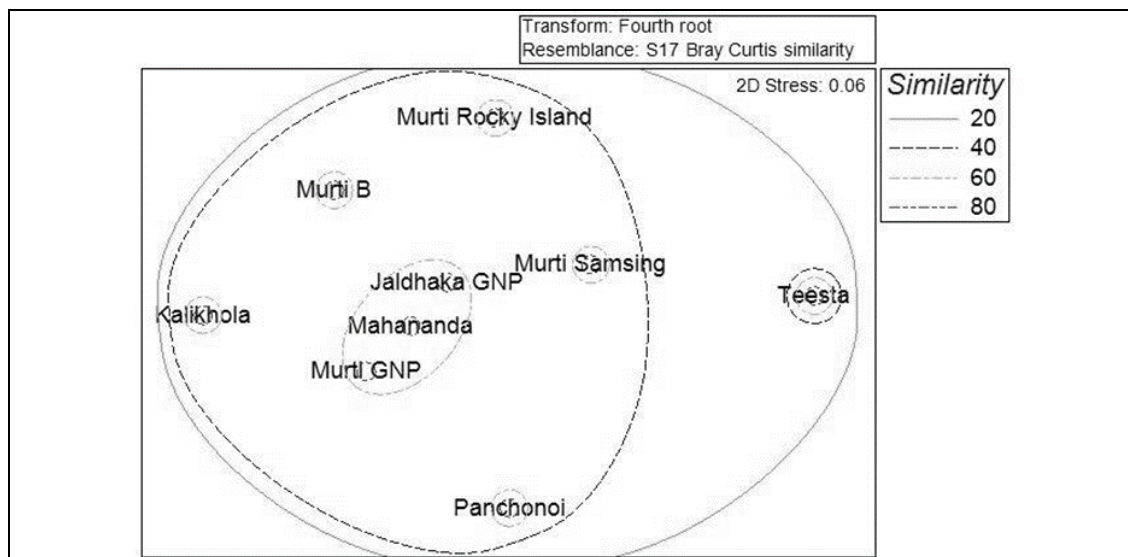 Transform: Fourth root
Resemblance: S17 Bray Curtis similarity
2D Stress: 0.06
Similarity
20
40
60
80
Murti Rocky Island
Murti B
Murti Samsing
Jaldhaka GNP
Teesta
Kalikhola
Mahananda
Murti GNP
Panchonoi